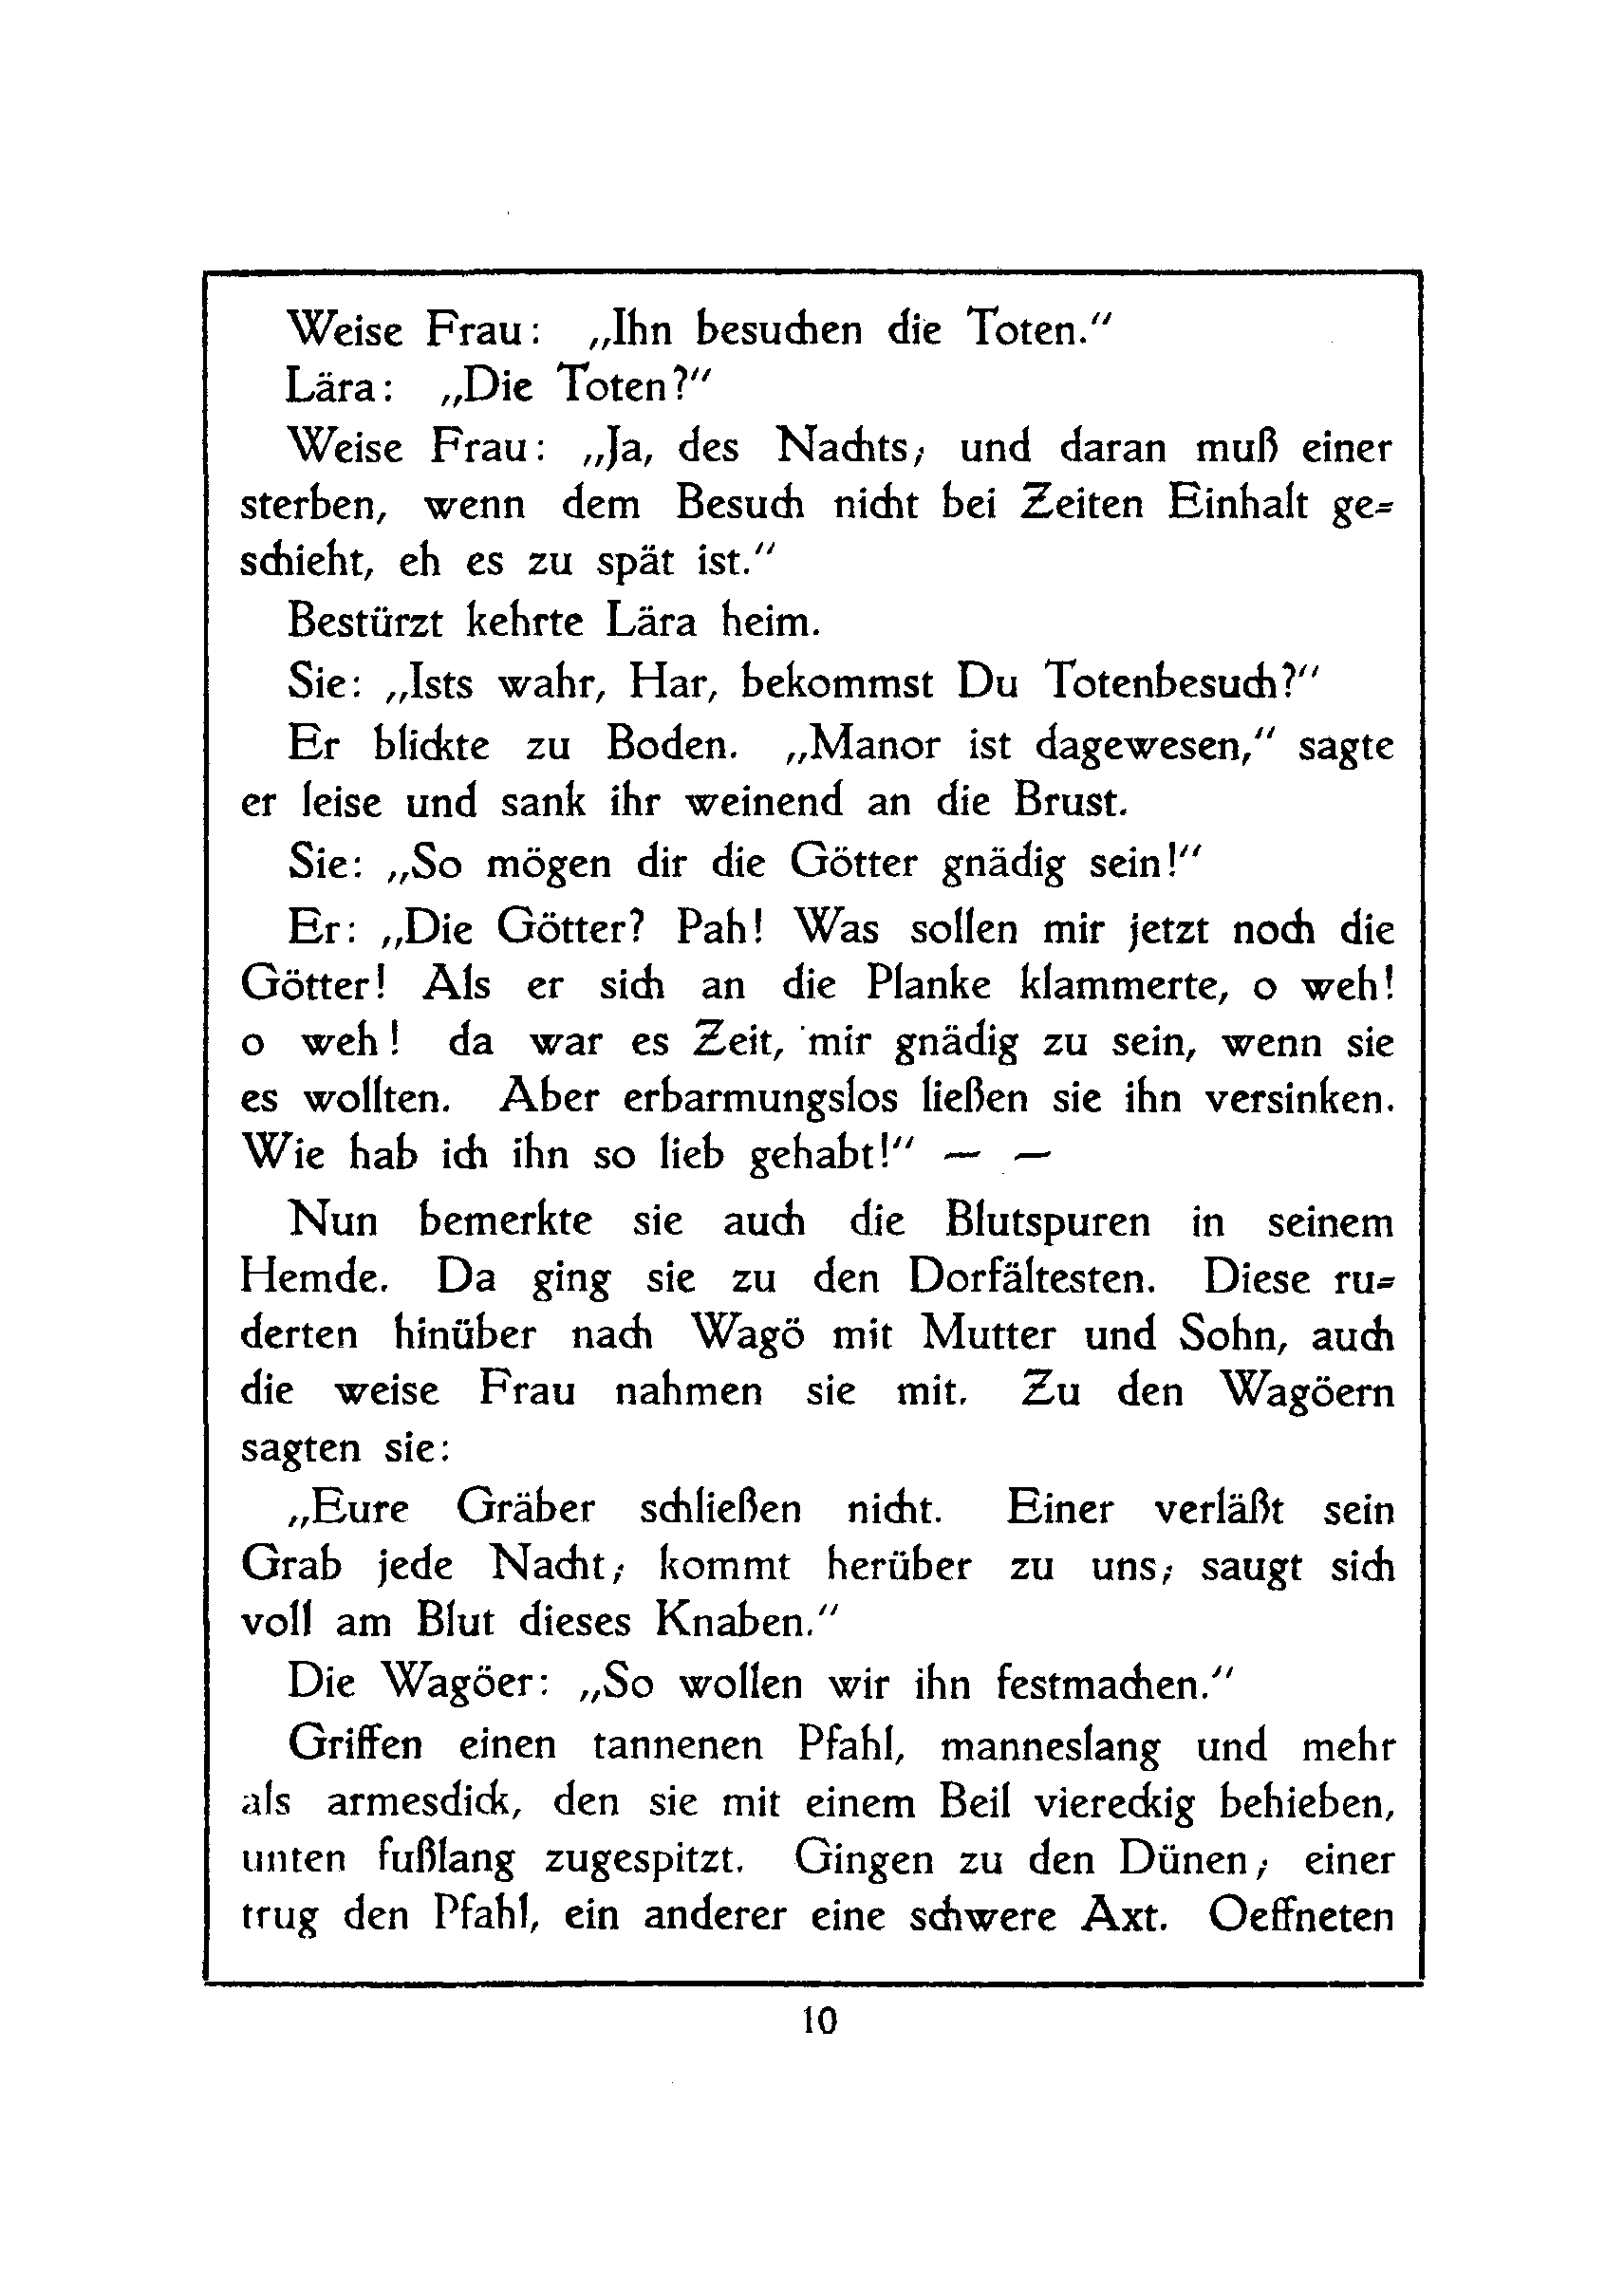 Weise Frau: „Ihn besuchen die Toten."
Lära: „Die Toten?"
Weise Frau: „Ja, des Nachts; und daran muß einer
sterben, wenn dem Besuch nicht bei Zeiten Einhalt ge-
schieht, eh es zu spät ist."
Bestürzt kehrte Lära heim.
Sie: „Ists wahr, Har, bekommst Du Totenbesuch?"
Er blickte zu Boden. „Manor ist dagewesen," sagte
er leise und sank ihr weinend an die Brust.
Sie: „So mögen dir die Götter gnädig sein!"
Er: „Die Götter? Pah! Was sollen mir jetzt noch die
Götter! Als er sich an die Planke klammerte, o weh!
o weh! da war es Zeit, mir gnädig zu sein, wenn sie
es wollten. Aber erbarmungslos ließen sie ihn versinken.
Wie hab ich ihn so lieb gehabt!" — —
Nun bemerkte sie auch die Blutspuren in seinem
Hemde. Da ging sie zu den Dorfältesten. Diese ru-
derten hinüber nach Wagö mit Mutter und Sohn, auch
die weise Frau nahmen sie mit. Zu den Wagöern
sagten sie:
„Eure Gräber schließen nicht. Einer verläßt sein
Grab jede Nacht; kommt herüber zu uns; saugt sich
voll am Blut dieses Knaben."
Die Wagöer: „So wollen wir ihn festmachen."
Griffen einen tannenen Pfahl, manneslang und mehr
als armesdick, den sie mit einem Beil viereckig behieben,
unten fußlang zugespitzt. Gingen zu den Dünen; einer
trug den Pfahl, ein anderer eine schwere Axt. Oeffneten
10